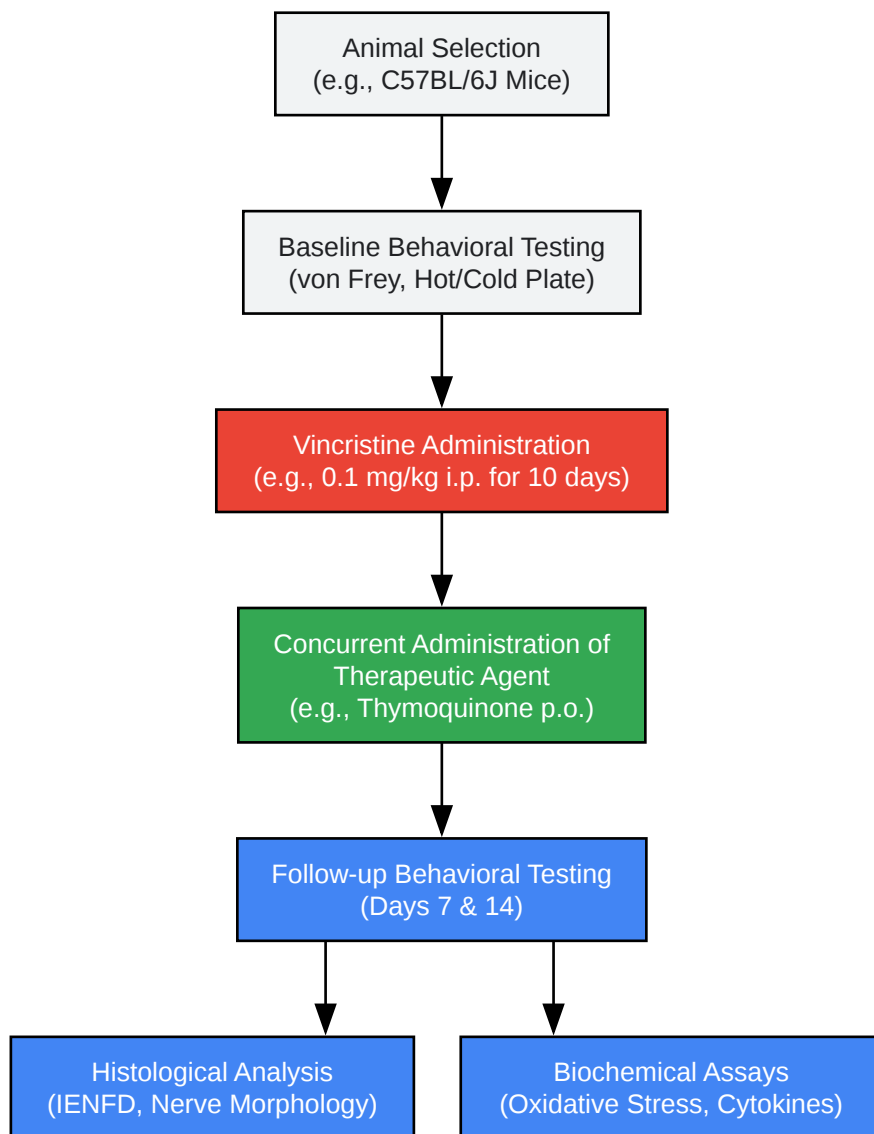 Animal Selection
(e.g., C57BL/6J Mice)
Baseline Behavioral Testing
(von Frey, Hot/Cold Plate)
Vincristine Administration
(e.g., 0.1 mg/kg i.p. for 10 days)
Concurrent Administration of
Therapeutic Agent
(e.g., Thymoquinone p.o.)
Follow-up Behavioral Testing
(Days 7 & 14)
Histological Analysis
(IENFD, Nerve Morphology)
Biochemical Assays
(Oxidative Stress, Cytokines)